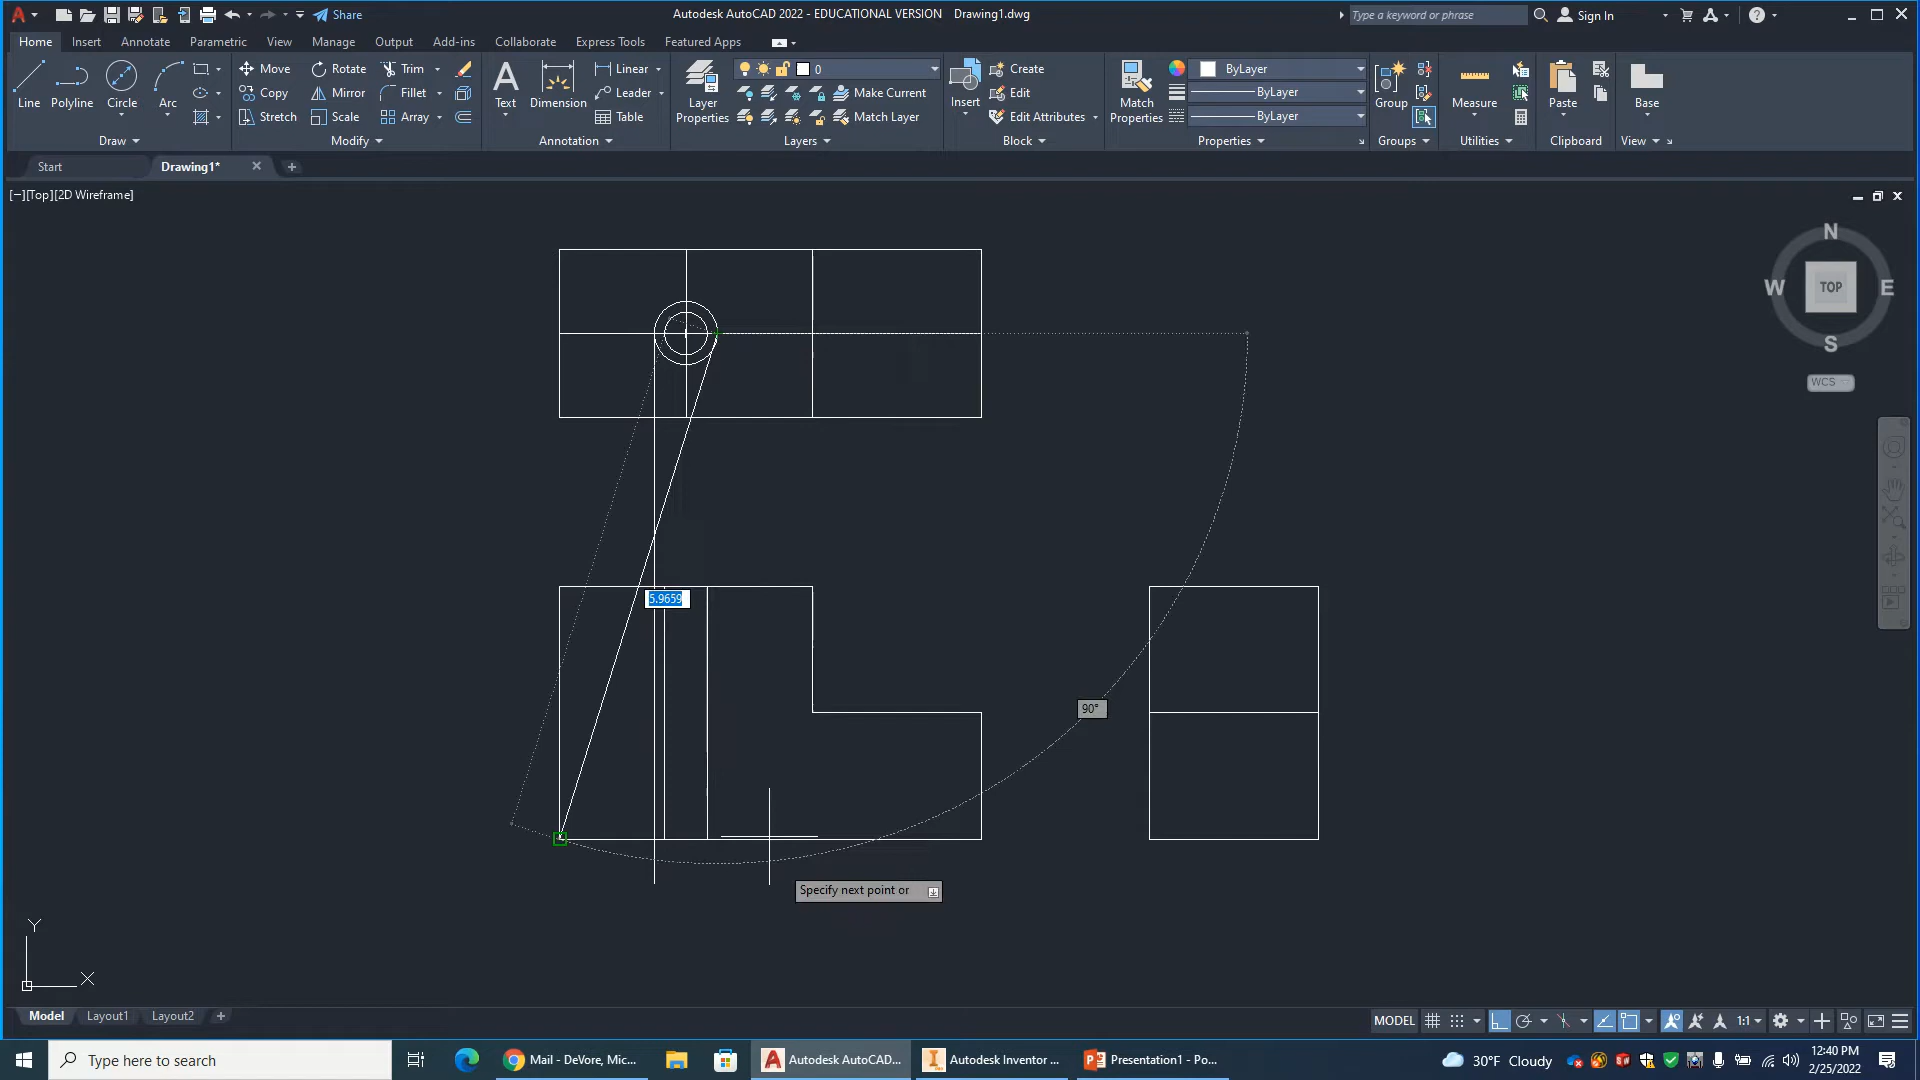 Share
Autodesk AutoCAD 2022 - EDUCATIONAL VERSION Drawing1.dwg
Type a keyword or phrase
Sign In
Home Insert Annotate Parametric View Manage Output Add-ins Collaborate Express Tools Featured Apps
Line Polyline Circle Arc
Move Rotate Trim
Copy Mirror Fillet
Stretch Scale Array
Text Dimension
Linear
Leader
Table
Layer Properties
0
Make Current
Match Layer
Insert
Create
Edit
Edit Attributes
Match Properties
ByLayer
ByLayer
ByLayer
Group
Measure
Paste
Base
Draw Modify Annotation Layers Block Properties Groups Utilities Clipboard View
Start Drawing1*
[−][Top][2D Wireframe]
N
W TOP E
S
WCS
5.9659
90°
Specify next point or
Y
X
Model Layout1 Layout2
MODEL
1:1
Type here to search
Mail - DeVore, Mic...
Autodesk AutoCAD...
Autodesk Inventor ...
Presentation1 - Po...
30°F Cloudy
12:40 PM
2/25/2022